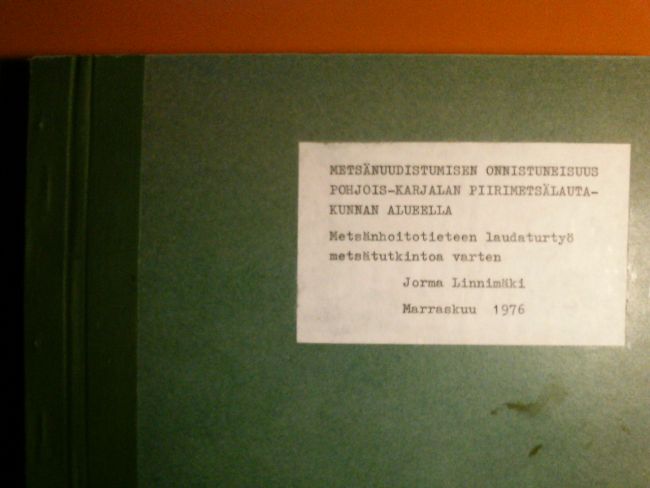 METSÄNUUDISTUMISEN ONNISTUNEISUUS
POHJOIS-KARJALAN PIIRIMETSÄLAUTA-
KUNNAN ALUEELLA
Metsänhoitotieteen laudaturtyö
metsätutkintoa varten
Jorma Linnimäki
Marraskuu 1976